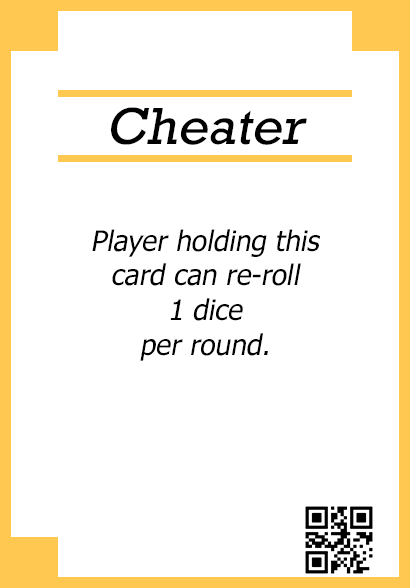 Cheater
Player holding this
card can re-roll
1 dice
per round.